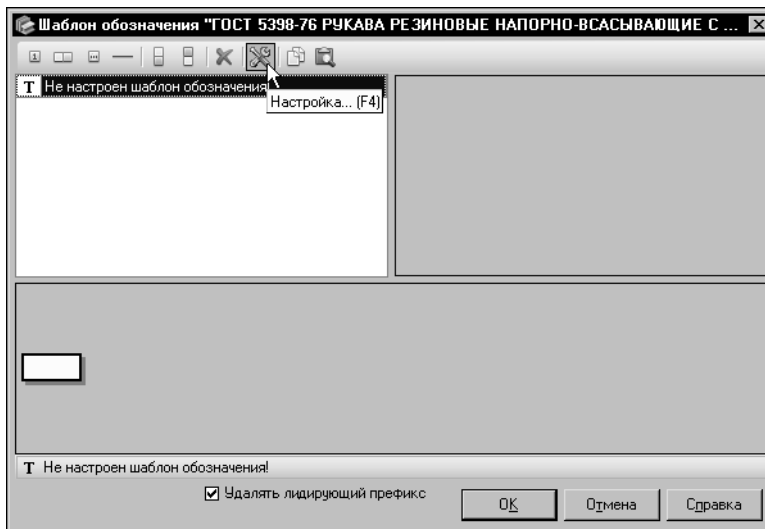 Шаблон обозначения "ГОСТ 5398-76 РУКАВА РЕЗИНОВЫЕ НАПОРНО-ВСАСЫВАЮЩИЕ С ...
T Не настроен шаблон обозначения!
Настройка... (F4)
T Не настроен шаблон обозначения!
Удалять лидирующий префикс
OK
Отмена
Справка